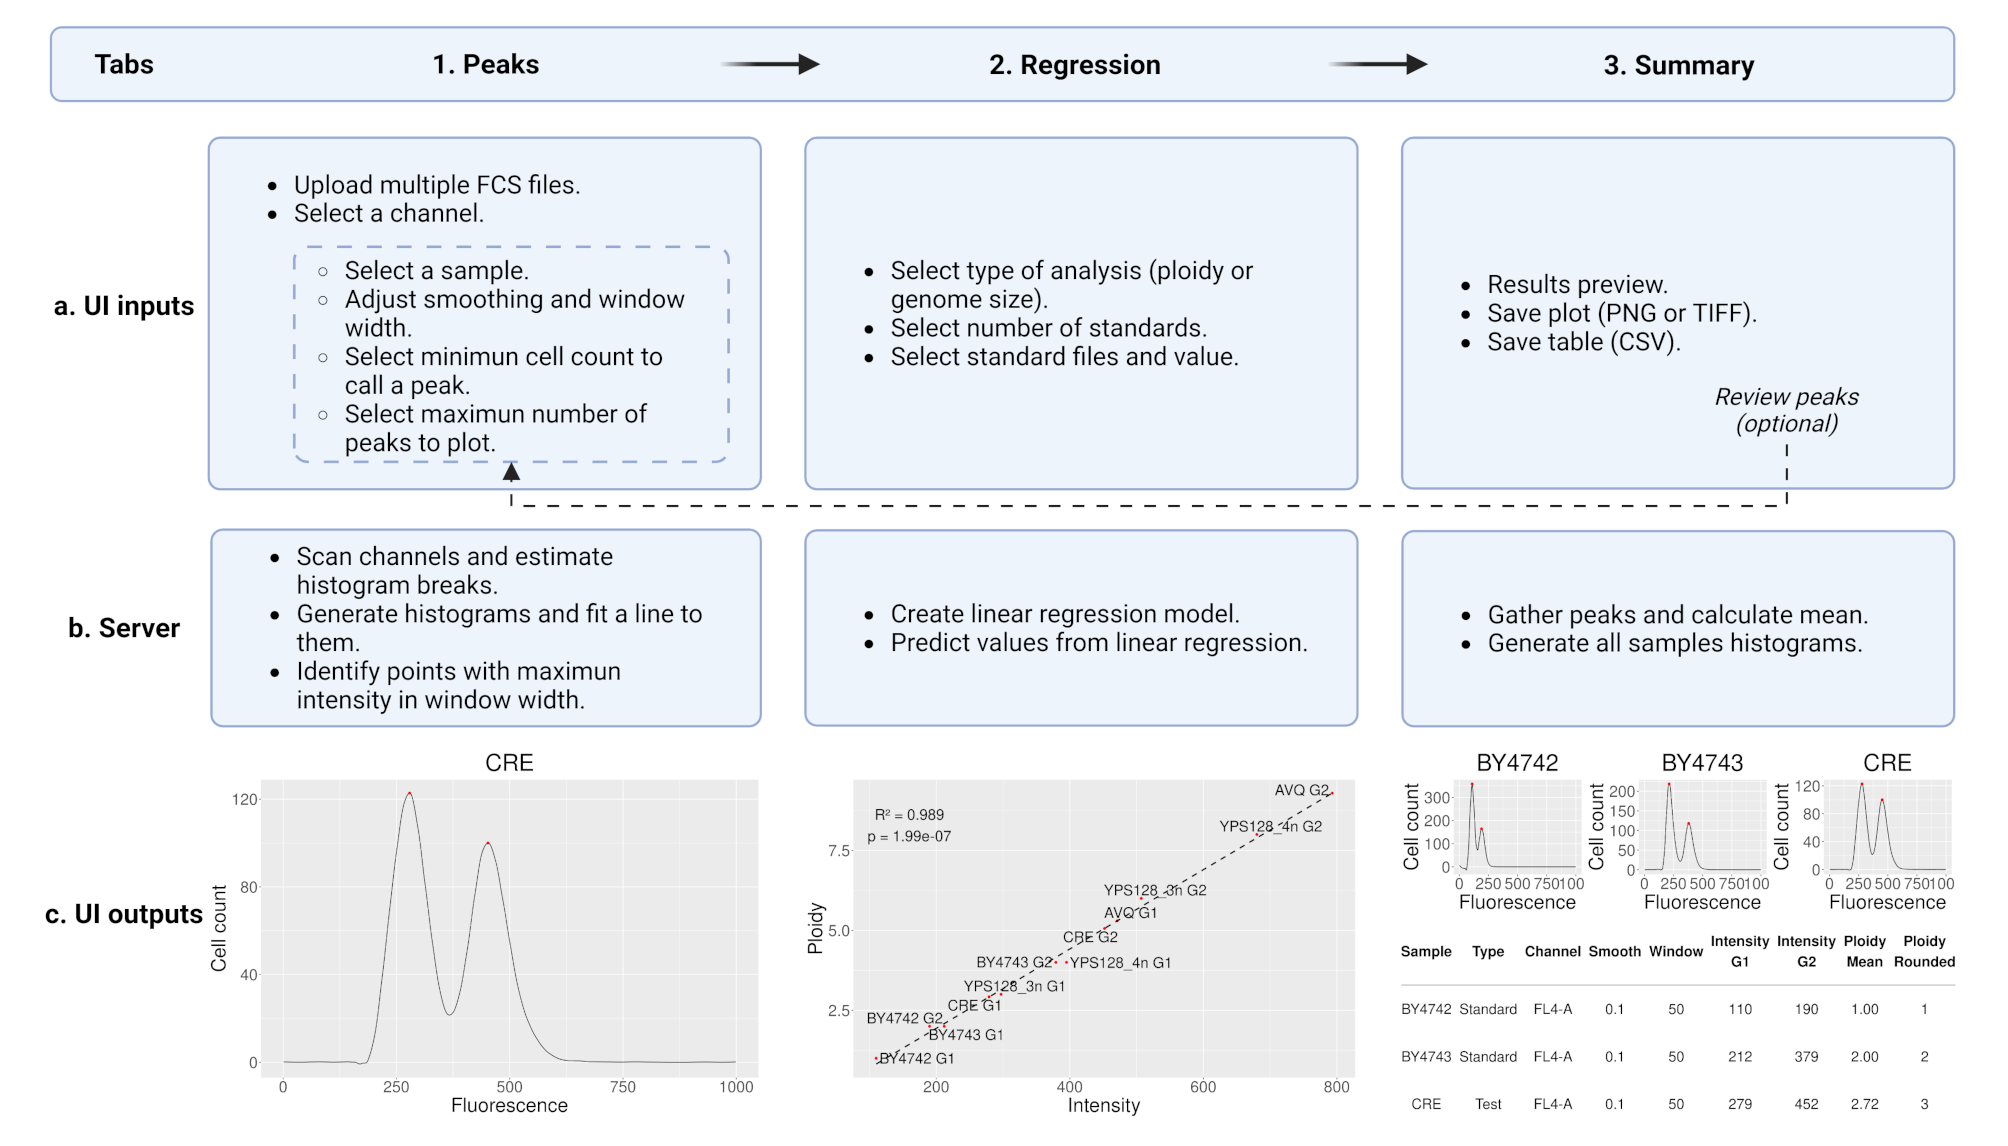 Tabs
1. Peaks
2. Regression
3. Summary
a. UI inputs
• Upload multiple FCS files.
• Select a channel.
○ Select a sample.
○ Adjust smoothing and window
width.
○ Select minimun cell count to
call a peak.
○ Select maximun number of
peaks to plot.
• Select type of analysis (ploidy or
genome size).
• Select number of standards.
• Select standard files and value.
• Results preview.
• Save plot (PNG or TIFF).
• Save table (CSV).
Review peaks
(optional)
b. Server
• Scan channels and estimate
histogram breaks.
• Generate histograms and fit a line to
them.
• Identify points with maximun
intensity in window width.
• Create linear regression model.
• Predict values from linear regression.
• Gather peaks and calculate mean.
• Generate all samples histograms.
c. UI outputs
CRE
Cell count
120
80
40
0
0 250 500 750 1000
Fluorescence
R² = 0.989
p = 1.99e-07
Ploidy
7.5
5.0
2.5
AVQ G2
YPS128_4n G2
YPS128_3n G2
AVQ G1
CRE G2
BY4743 G2
YPS128_4n G1
YPS128_3n G1
CRE G1
BY4742 G2
BY4743 G1
BY4742 G1
200 400 600 800
Intensity
BY4742
Cell count
300
200
100
0
0 250 500 750 100
Fluorescence
BY4743
Cell count
200
150
100
50
0
0 250 500 750 100
Fluorescence
CRE
Cell count
120
80
40
0
0 250 500 750 100
Fluorescence
Sample Type Channel Smooth Window Intensity G1 Intensity G2 Ploidy Mean Ploidy Rounded
BY4742 Standard FL4-A 0.1 50 110 190 1.00 1
BY4743 Standard FL4-A 0.1 50 212 379 2.00 2
CRE Test FL4-A 0.1 50 279 452 2.72 3